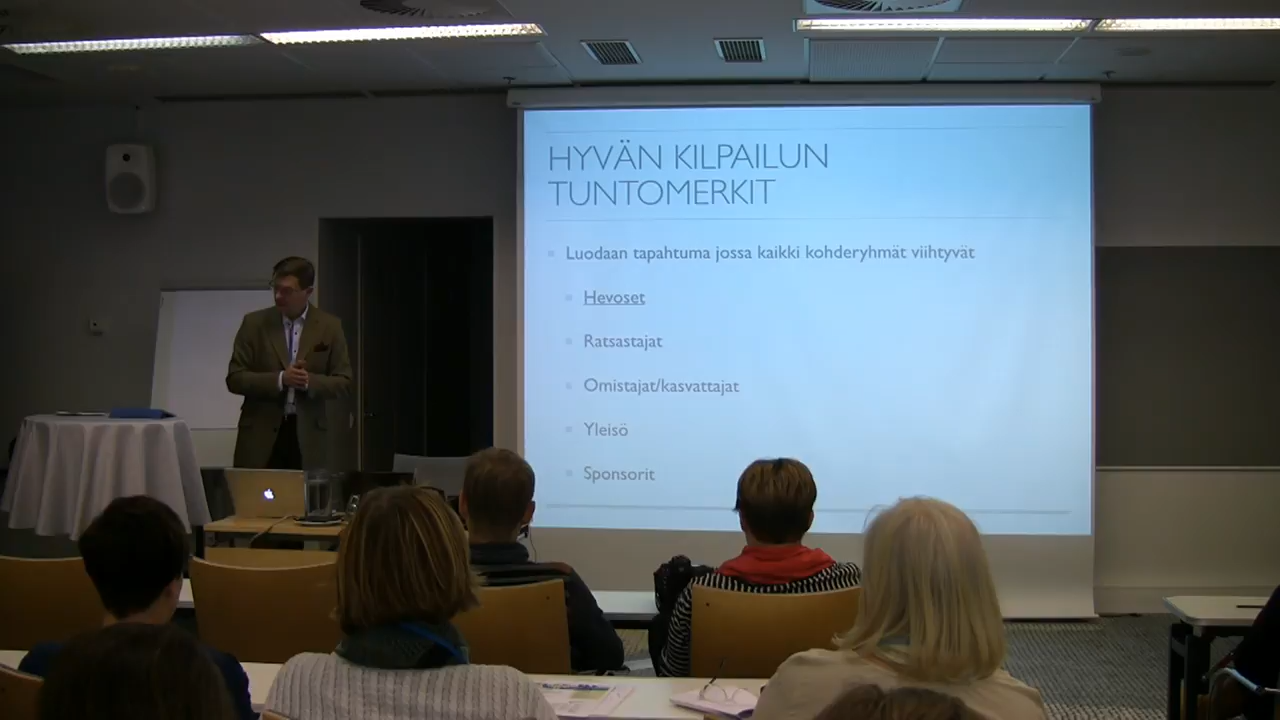 HYVÄN KILPAILUN
TUNTOMERKIT
Luodaan tapahtuma jossa kaikki kohderyhmät viihtyvät
Hevoset
Ratsastajat
Omistajat/kasvattajat
Yleisö
Sponsorit